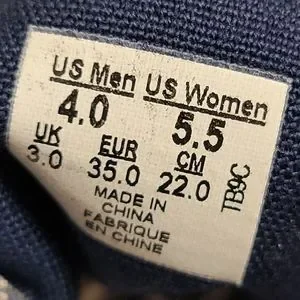 US Men US Women
4.0 5.5
UK EUR CM
3.0 35.0 22.0
MADE IN
CHINA
FABRIQUE
EN CHINE
TB9C